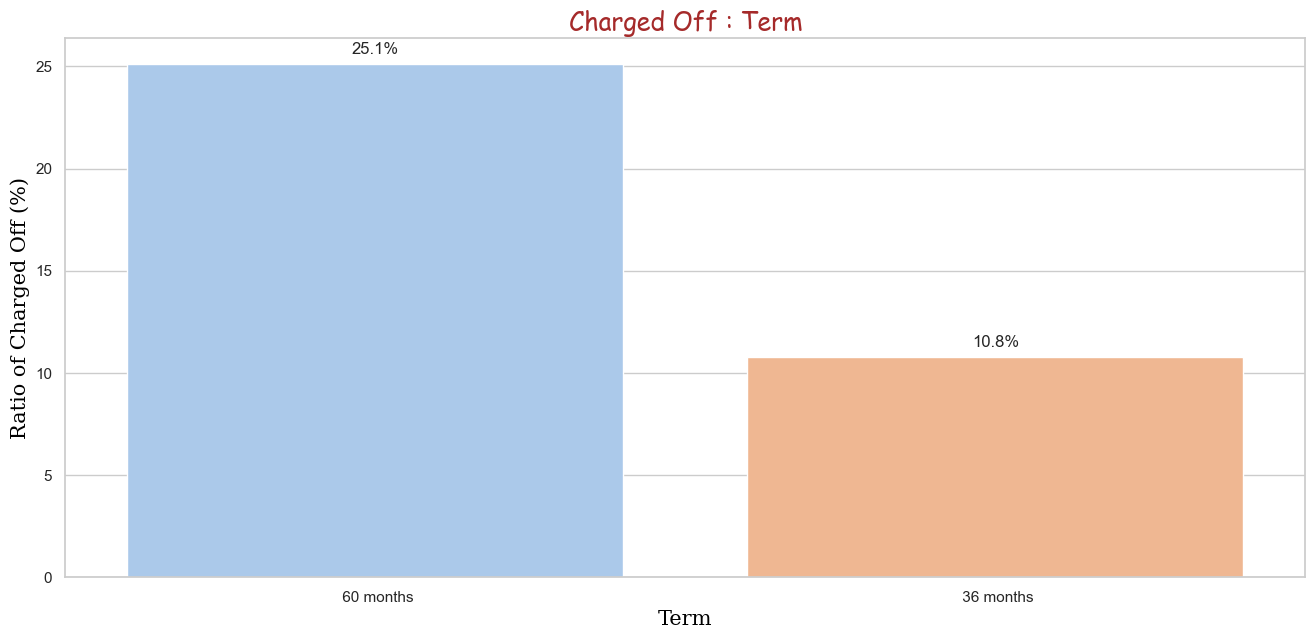 Charged Off : Term
25.1%
10.8%
Ratio of Charged Off (%)
25
20
15
10
5
0
60 months
36 months
Term